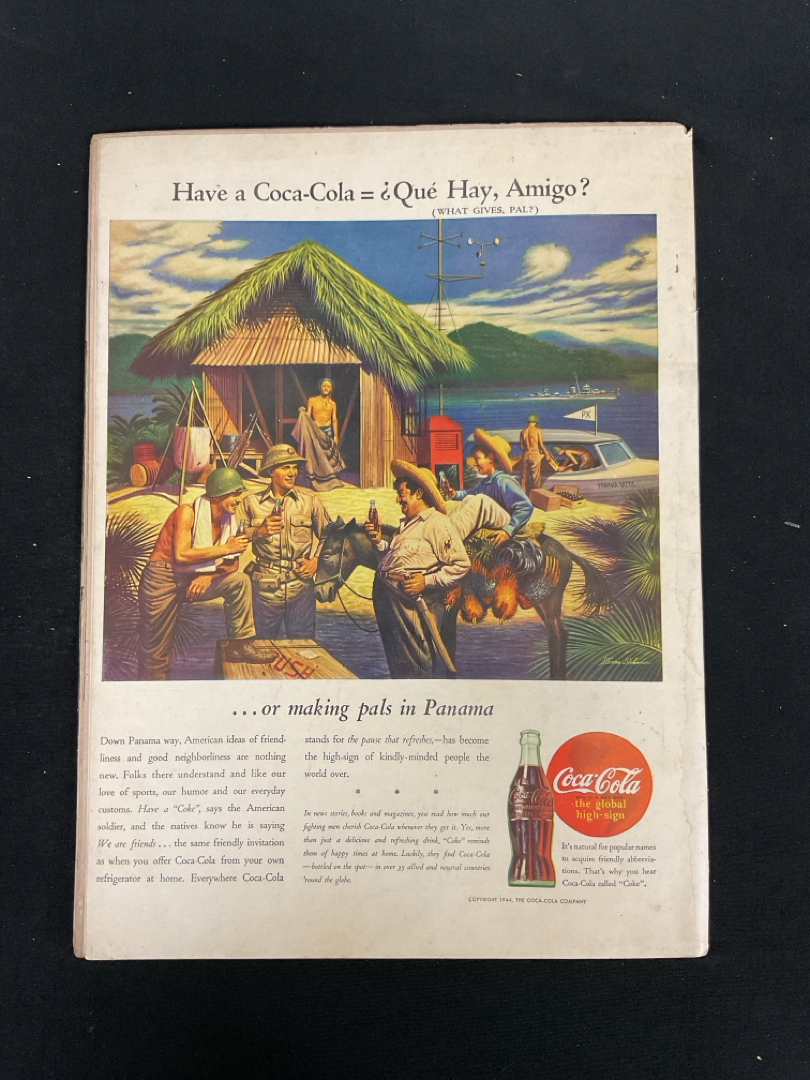 Have a Coca-Cola = ¿Qué Hay, Amigo?
(WHAT GIVES, PAL?)
PX
RUSH
...or making pals in Panama
Down Panama way, American ideas of friend-
liness and good neighborliness are nothing
new. Folks there understand and like our
love of sports, our humor and our everyday
customs. Have a "Coke", says the American
soldier, and the natives know he is saying
We are friends... the same friendly invitation
as when you offer Coca-Cola from your own
refrigerator at home. Everywhere Coca-Cola
stands for the pause that refreshes,—has become
the high-sign of kindly-minded people the
world over.
* * *
In news stories, books and magazines, you read how much our
fighting men cherish Coca-Cola whenever they get it. Yes, more
than just a delicious and refreshing drink, "Coke" reminds
them of happy times at home. Luckily, they find Coca-Cola
—bottled on the spot—in over 35 allied and neutral countries
'round the globe.
Coca-Cola
Coca-Cola
the global
high-sign
It's natural for popular names
to acquire friendly abbrevia-
tions. That's why you hear
Coca-Cola called "Coke".
COPYRIGHT 1944, THE COCA-COLA COMPANY